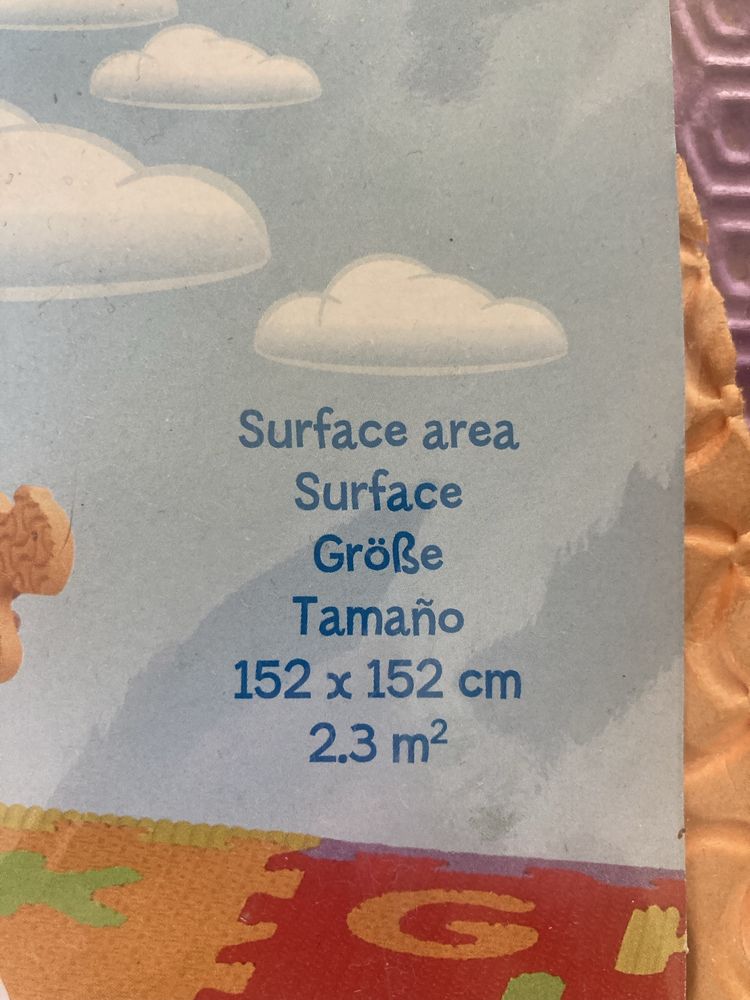 Surface area
Surface
Größe
Tamaño
152 x 152 cm
2.3 m²
G